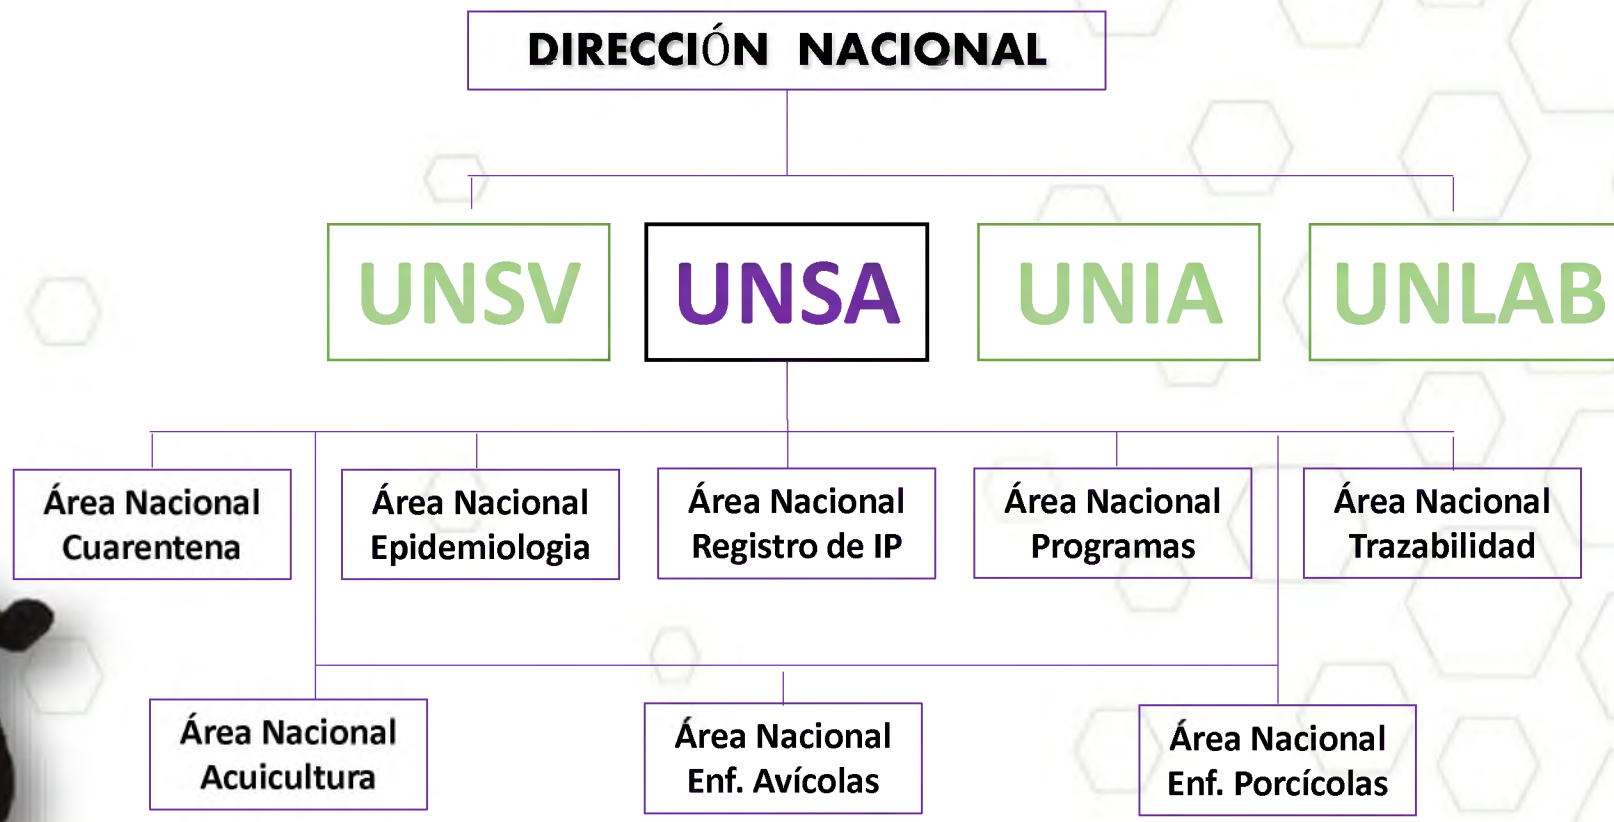 DIRECCIÓN NACIONAL
UNSV
UNSA
UNIA
UNLAB
Área Nacional
Cuarentena
Área Nacional
Epidemiologia
Área Nacional
Registro de IP
Área Nacional
Programas
Área Nacional
Trazabilidad
Área Nacional
Acuicultura
Área Nacional
Enf. Avícolas
Área Nacional
Enf. Porcícolas